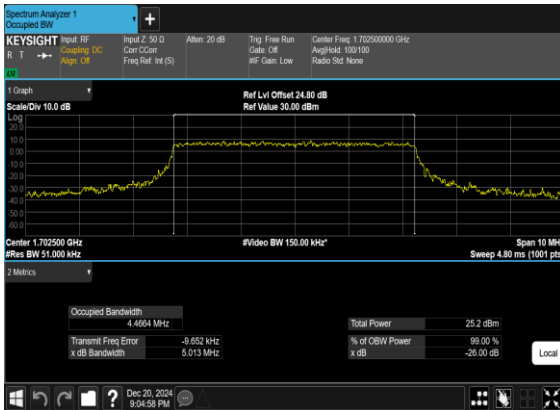 Spectrum Analyzer 1
Occupied BW
+
KEYSIGHT
R T
LXI
Input: RF
Coupling: DC
Align: Off
Input Z: 50 Ω
Corr CCorr
Freq Ref: Int (S)
Atten: 20 dB
Trig: Free Run
Gate: Off
#IF Gain: Low
Center Freq: 1.702500000 GHz
Avg|Hold: 100/100
Radio Std: None
1 Graph
Scale/Div 10.0 dB
Ref Lvl Offset 24.80 dB
Ref Value 30.00 dBm
Log
20.0
10.0
0.00
-10.0
-20.0
-30.0
-40.0
-50.0
-60.0
Center 1.702500 GHz
#Video BW 150.00 kHz*
Span 10 MH
#Res BW 51.000 kHz
Sweep 4.80 ms (1001 pts
2 Metrics
Occupied Bandwidth
4.4664 MHz
Total Power 25.2 dBm
Transmit Freq Error -9.652 kHz
% of OBW Power 99.00 %
x dB Bandwidth 5.013 MHz
x dB -26.00 dB
Local
?
Dec 20, 2024
9:04:58 PM